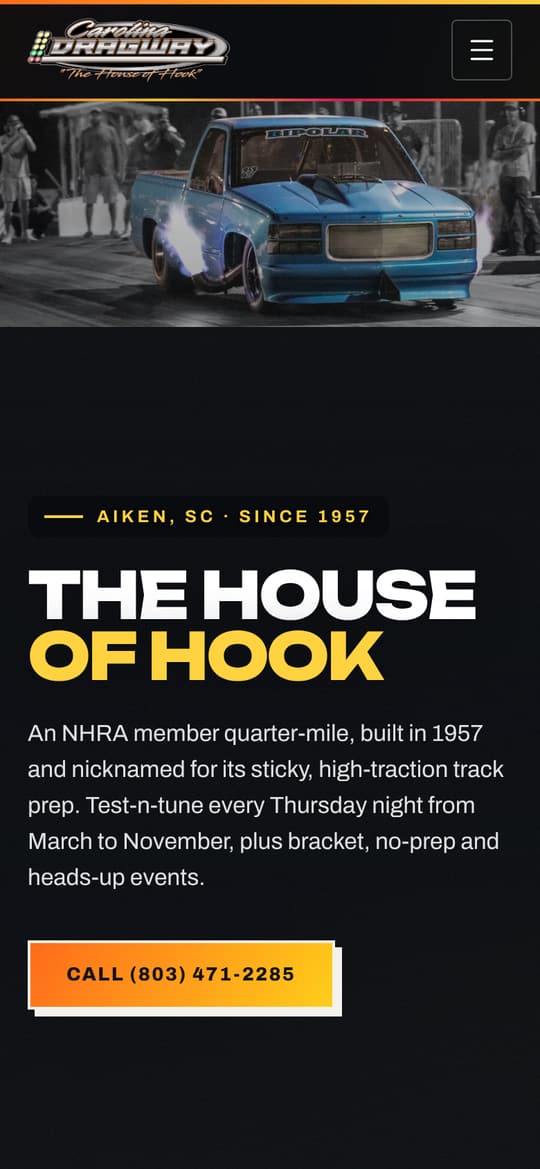 Carolina
DRAGWAY
"The House of Hook"
BIPOLAR
AIKEN, SC · SINCE 1957
THE HOUSE
OF HOOK
An NHRA member quarter-mile, built in 1957
and nicknamed for its sticky, high-traction track
prep. Test-n-tune every Thursday night from
March to November, plus bracket, no-prep and
heads-up events.
CALL (803) 471-2285